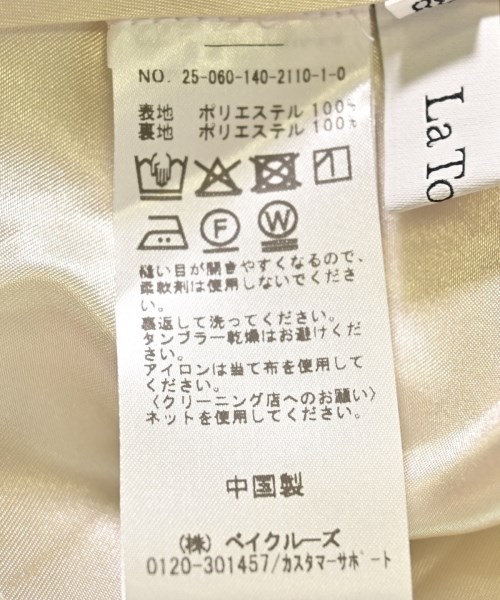 NO. 25-060-140-2110-1-0
表地 ポリエステル 100%
裏地 ポリエステル 100%
F
W
縫い目が開きやすくなるので、
柔軟剤は使用しないでくださ
い。
裏返して洗ってください。
タンブラー乾燥はお避けくだ
さい。
アイロンは当て布を使用して
ください。
〈クリーニング店へのお願い〉
ネットを使用してください。
中国製
(株) ベイクルーズ
0120-301457/カスタマーサポート
LaTo